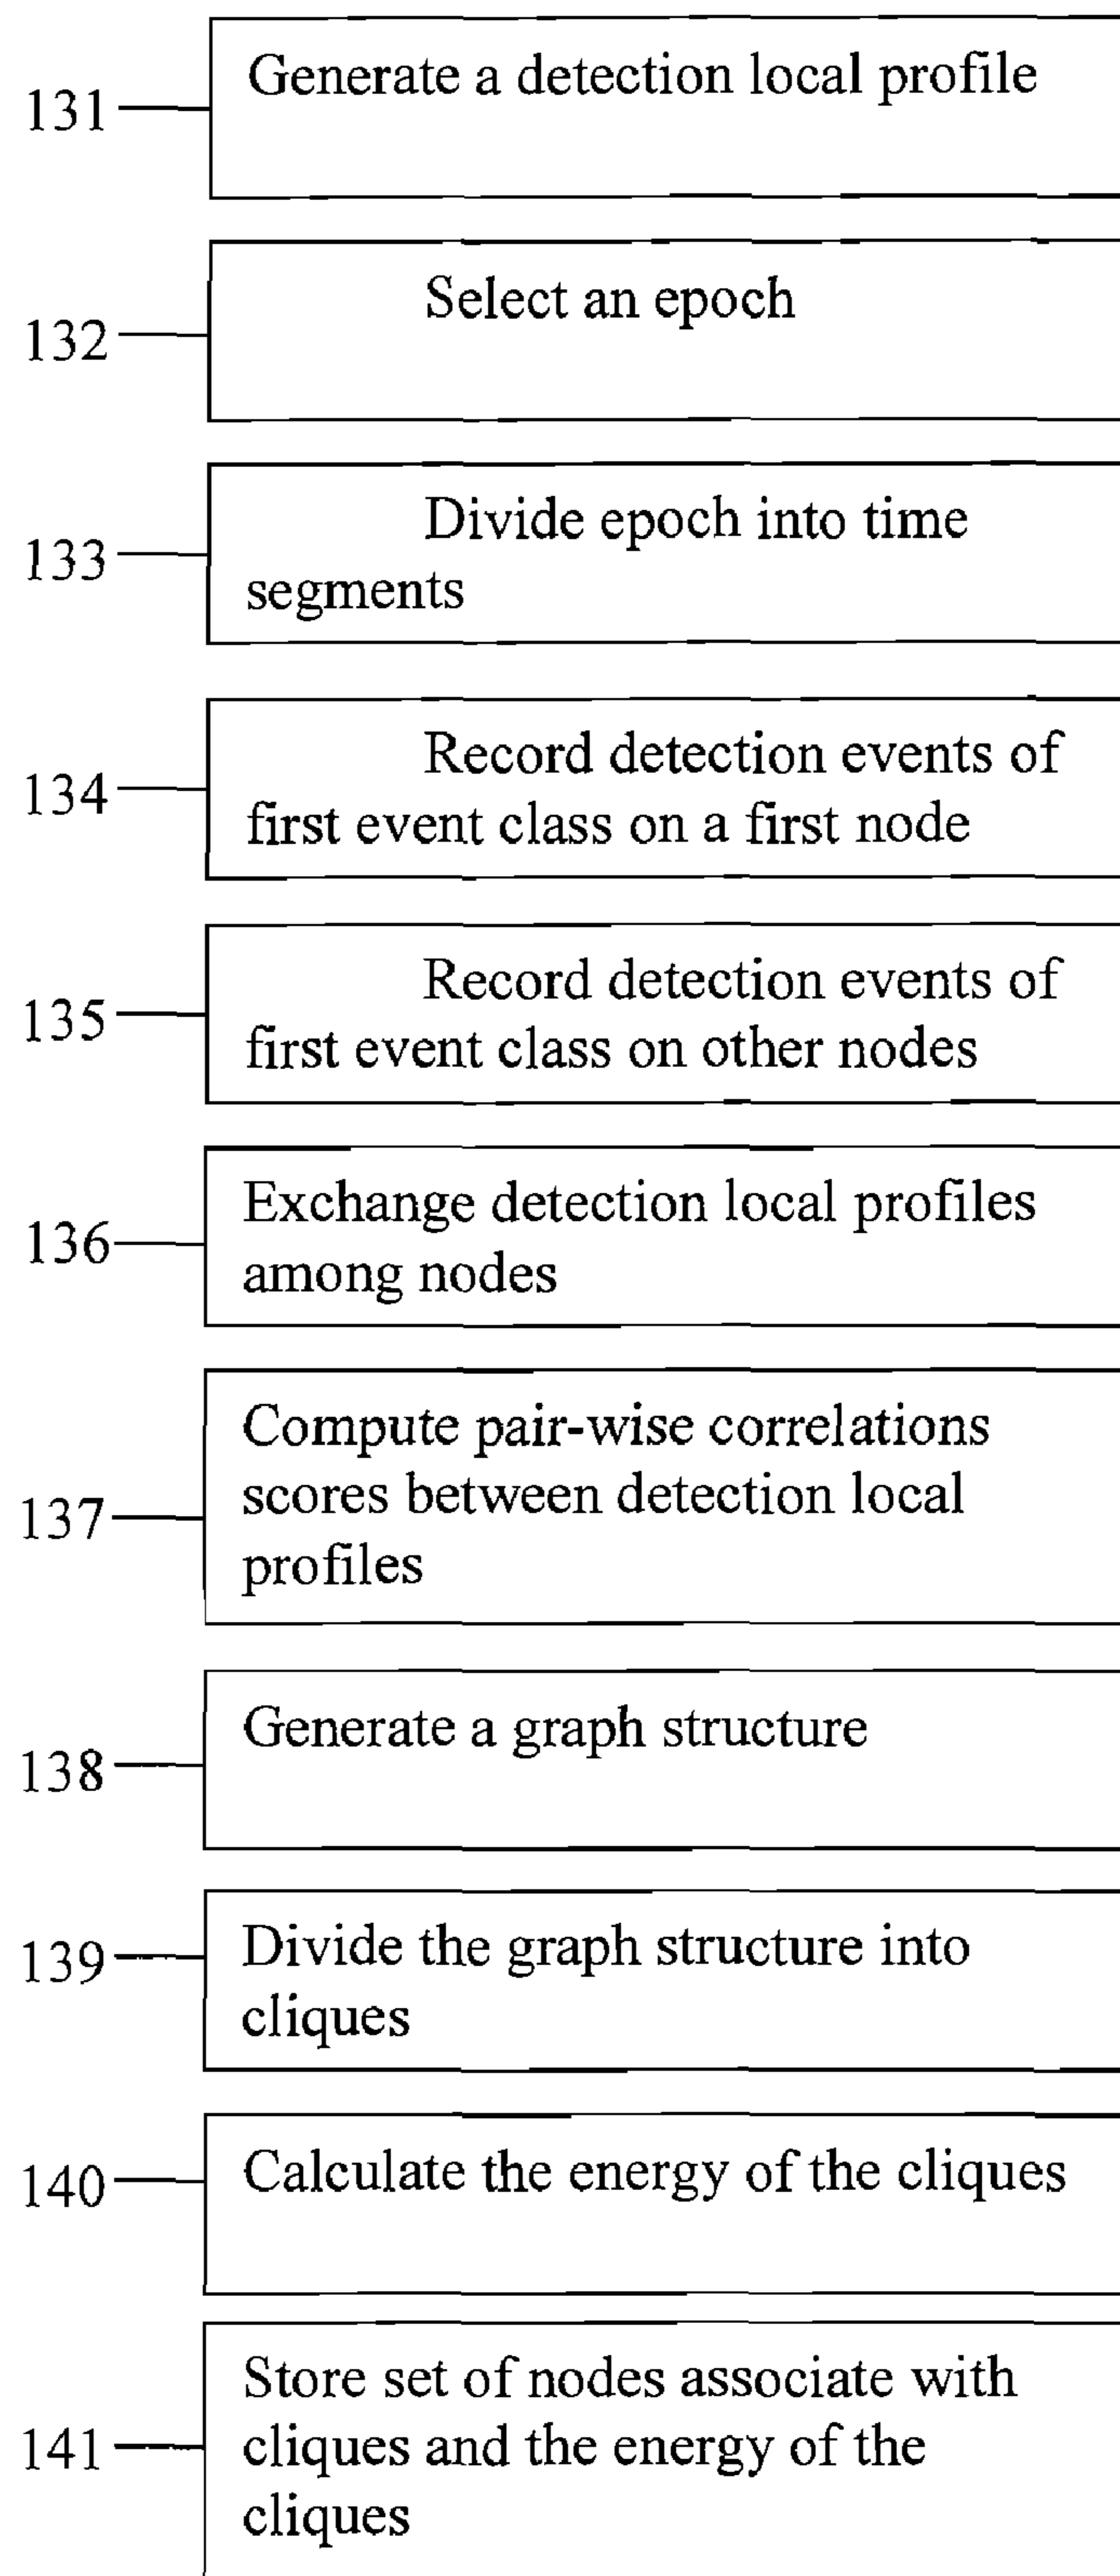 131
Generate a detection local profile
132
Select an epoch
133
Divide epoch into time
segments
134
Record detection events of
first event class on a first node
135
Record detection events of
first event class on other nodes
136
Exchange detection local profiles
among nodes
137
Compute pair-wise correlations
scores between detection local
profiles
138
Generate a graph structure
139
Divide the graph structure into
cliques
140
Calculate the energy of the cliques
141
Store set of nodes associate with
cliques and the energy of the
cliques